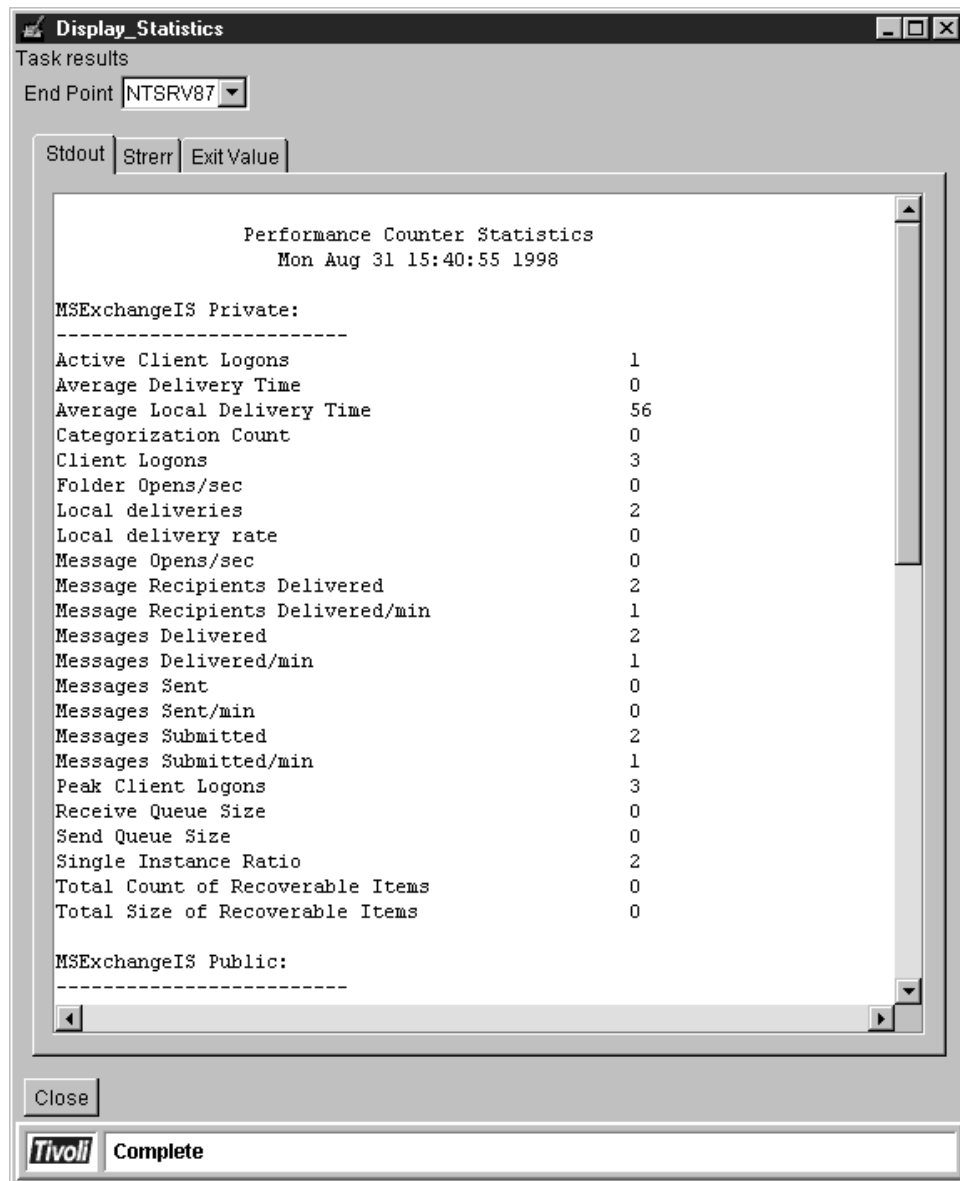 Display_Statistics
Task results
End Point NTSRV87
Stdout Strerr Exit Value
Performance Counter Statistics
Mon Aug 31 15:40:55 1998
MSExchangeIS Private:
-------------------------
Active Client Logons 1
Average Delivery Time 0
Average Local Delivery Time 56
Categorization Count 0
Client Logons 3
Folder Opens/sec 0
Local deliveries 2
Local delivery rate 0
Message Opens/sec 0
Message Recipients Delivered 2
Message Recipients Delivered/min 1
Messages Delivered 2
Messages Delivered/min 1
Messages Sent 0
Messages Sent/min 0
Messages Submitted 2
Messages Submitted/min 1
Peak Client Logons 3
Receive Queue Size 0
Send Queue Size 0
Single Instance Ratio 2
Total Count of Recoverable Items 0
Total Size of Recoverable Items 0
MSExchangeIS Public:
-------------------------
Close
Tivoli Complete